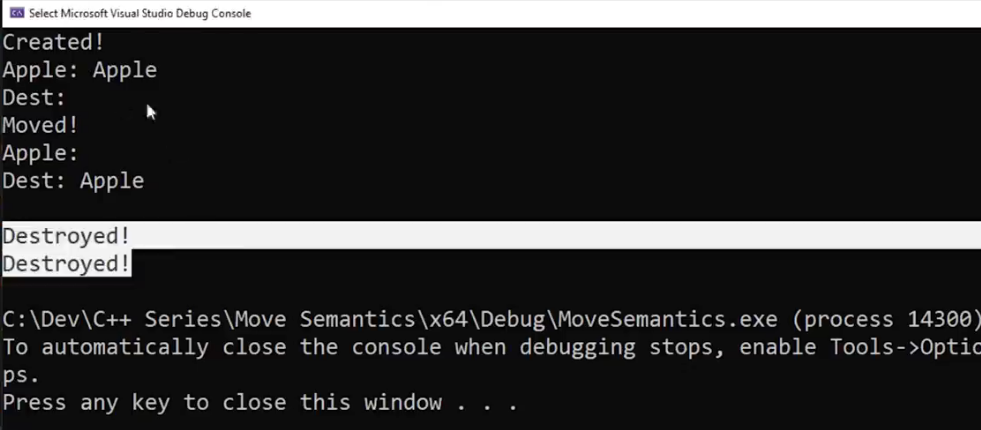 Select Microsoft Visual Studio Debug Console
Created!
Apple: Apple
Dest:
Moved!
Apple:
Dest: Apple
Destroyed!
Destroyed!
C:\Dev\C++ Series\Move Semantics\x64\Debug\MoveSemantics.exe (process 14300)
To automatically close the console when debugging stops, enable Tools->Optio
ps.
Press any key to close this window . . .